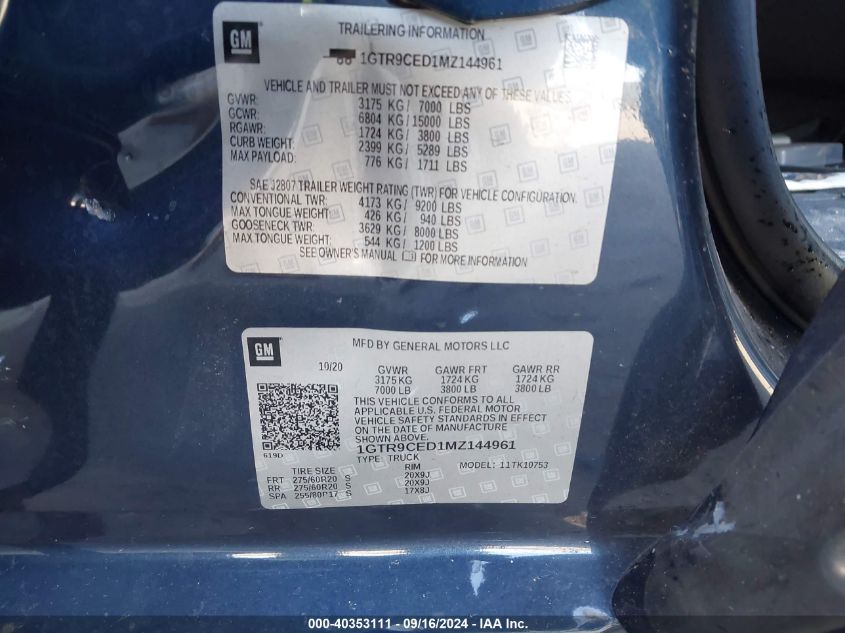 GM
TRAILERING INFORMATION
1GTR9CED1MZ144961
VEHICLE AND TRAILER MUST NOT EXCEED ANY OF THESE VALUES.
GVWR: 3175 KG / 7000 LBS
GCWR: 6804 KG / 15000 LBS
RGAWR: 1724 KG / 3800 LBS
CURB WEIGHT: 2399 KG / 5289 LBS
MAX PAYLOAD: 776 KG / 1711 LBS
SAE J2807 TRAILER WEIGHT RATING (TWR) FOR VEHICLE CONFIGURATION.
CONVENTIONAL TWR: 4173 KG / 9200 LBS
MAX TONGUE WEIGHT: 426 KG / 940 LBS
GOOSENECK TWR: 3629 KG / 8000 LBS
MAX TONGUE WEIGHT: 544 KG / 1200 LBS
SEE OWNER'S MANUAL FOR MORE INFORMATION
GM
MFD BY GENERAL MOTORS LLC
10/20 GVWR GAWR FRT GAWR RR
3175 KG 1724 KG 1724 KG
7000 LB 3800 LB 3800 LB
THIS VEHICLE CONFORMS TO ALL
APPLICABLE U.S. FEDERAL MOTOR
VEHICLE SAFETY STANDARDS IN EFFECT
ON THE DATE OF MANUFACTURE
SHOWN ABOVE.
1GTR9CED1MZ144961
619D
TYPE: TRUCK MODEL: 11TK10753
TIRE SIZE RIM
FRT 275/60R20 S 20X9J
RR 275/60R20 S 20X9J
SPA 255/80R17 S 17X8J
000-40353111 - 09/16/2024 - IAA Inc.